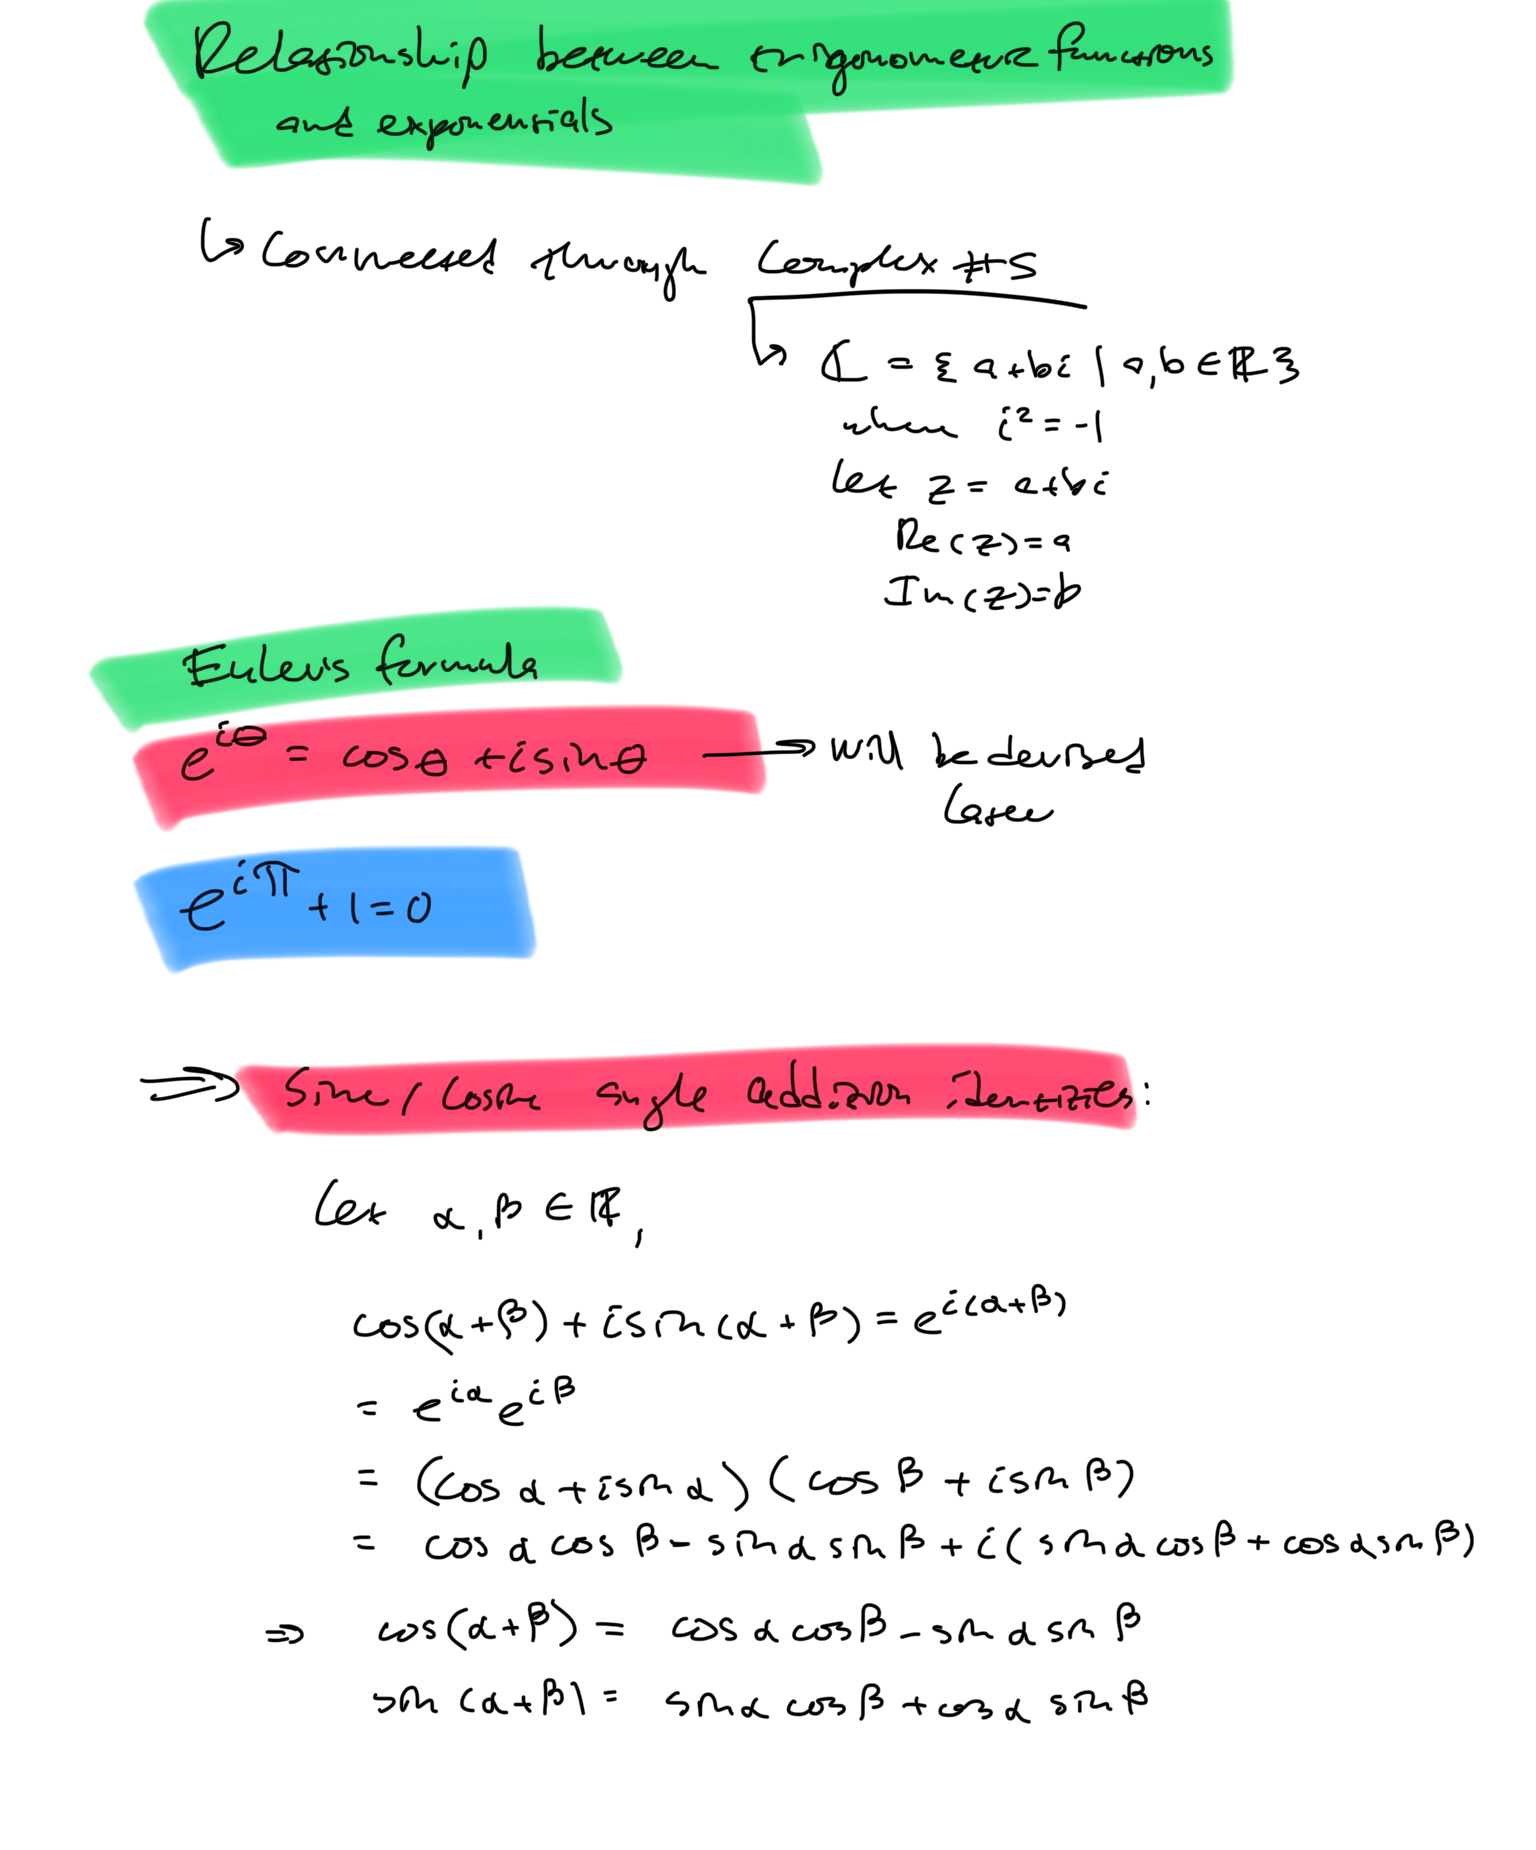 Relationship between trigonometric functions
and exponentials
↳ Connected through Complex #s
↳ ℂ = { a+bi | a,b ∈ ℝ }
where i² = -1
let z = a+bi
Re(z) = a
Im(z) = b
Euler's formula
e^{iθ} = cosθ + isinθ → will be derived
later
e^{iπ} + 1 = 0
⇒ Sine/Cosine angle addition identities:
Let α, β ∈ ℝ,
cos(α+β) + isin(α+β) = e^{i(α+β)}
= e^{iα} e^{iβ}
= (cos α + isin α) (cos β + isin β)
= cos α cos β - sin α sin β + i( sin α cos β + cos α sin β)
⇒ cos(α+β) = cos α cos β - sin α sin β
sin(α+β) = sin α cos β + cos α sin β